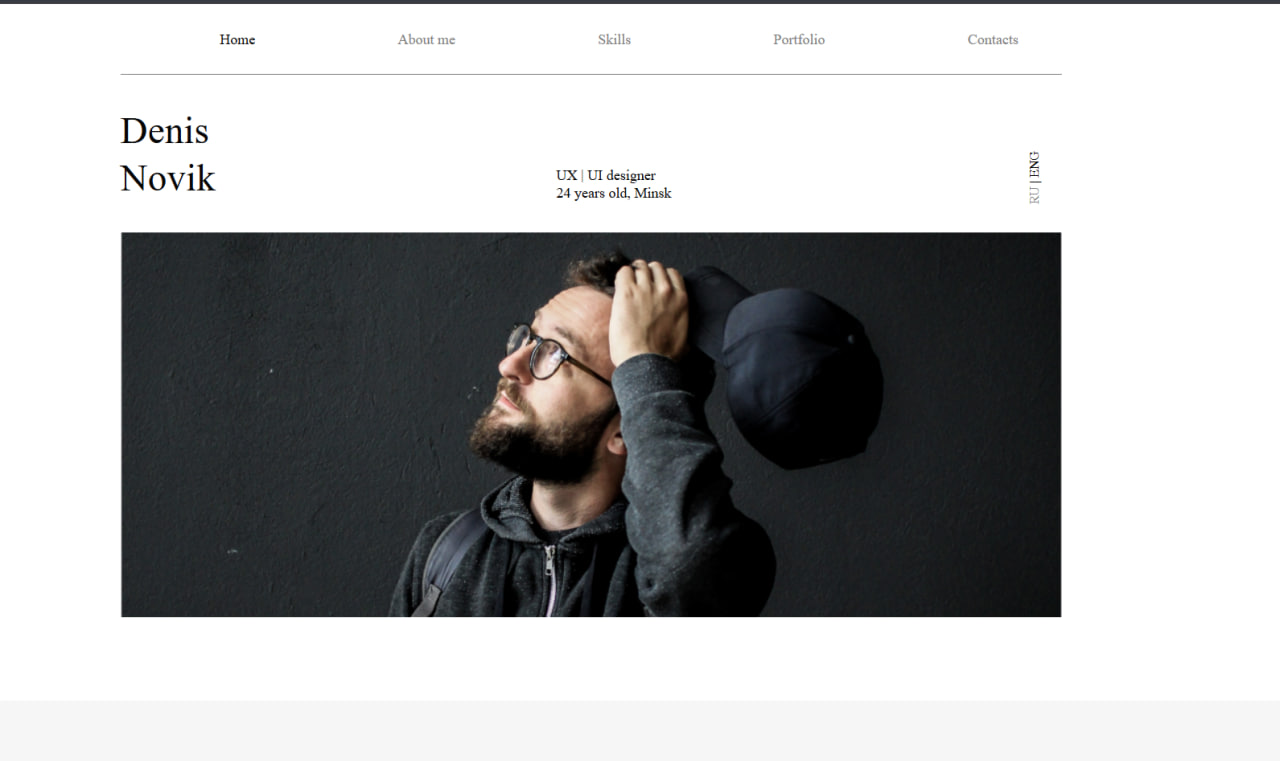 Home
About me
Skills
Portfolio
Contacts
Denis
Novik
UX | UI designer
24 years old, Minsk
RU | ENG